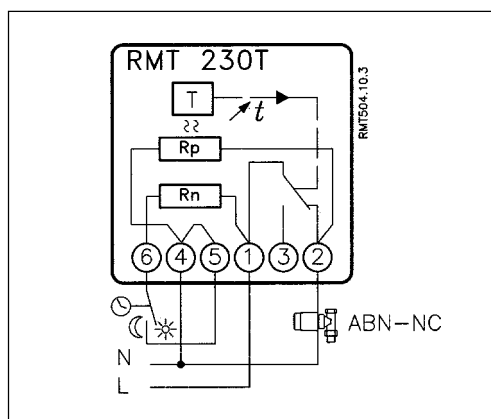 RMT 230T
RMT504.10.3
T
t
Rp
Rn
6 4 5 1 3 2
ABN-NC
N
L